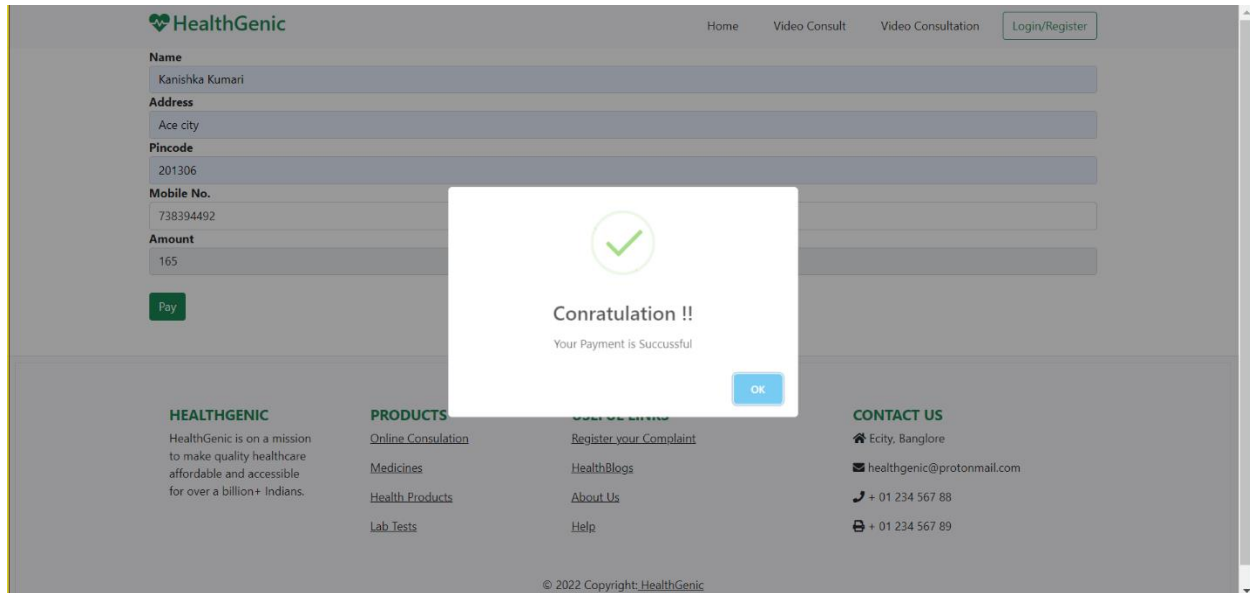 HealthGenic
Home Video Consult Video Consultation Login/Register
Name
Kanishka Kumari
Address
Ace city
Pincode
201306
Mobile No.
738394492
Amount
165
Pay
Conratulation !!
Your Payment is Succussful
OK
HEALTHGENIC
HealthGenic is on a mission
to make quality healthcare
affordable and accessible
for over a billion+ Indians.
PRODUCTS
Online Consulation
Medicines
Health Products
Lab Tests
USEFUL LINKS
Register your Complaint
HealthBlogs
About Us
Help
CONTACT US
Ecity, Banglore
healthgenic@protonmail.com
+ 01 234 567 88
+ 01 234 567 89
© 2022 Copyright: HealthGenic